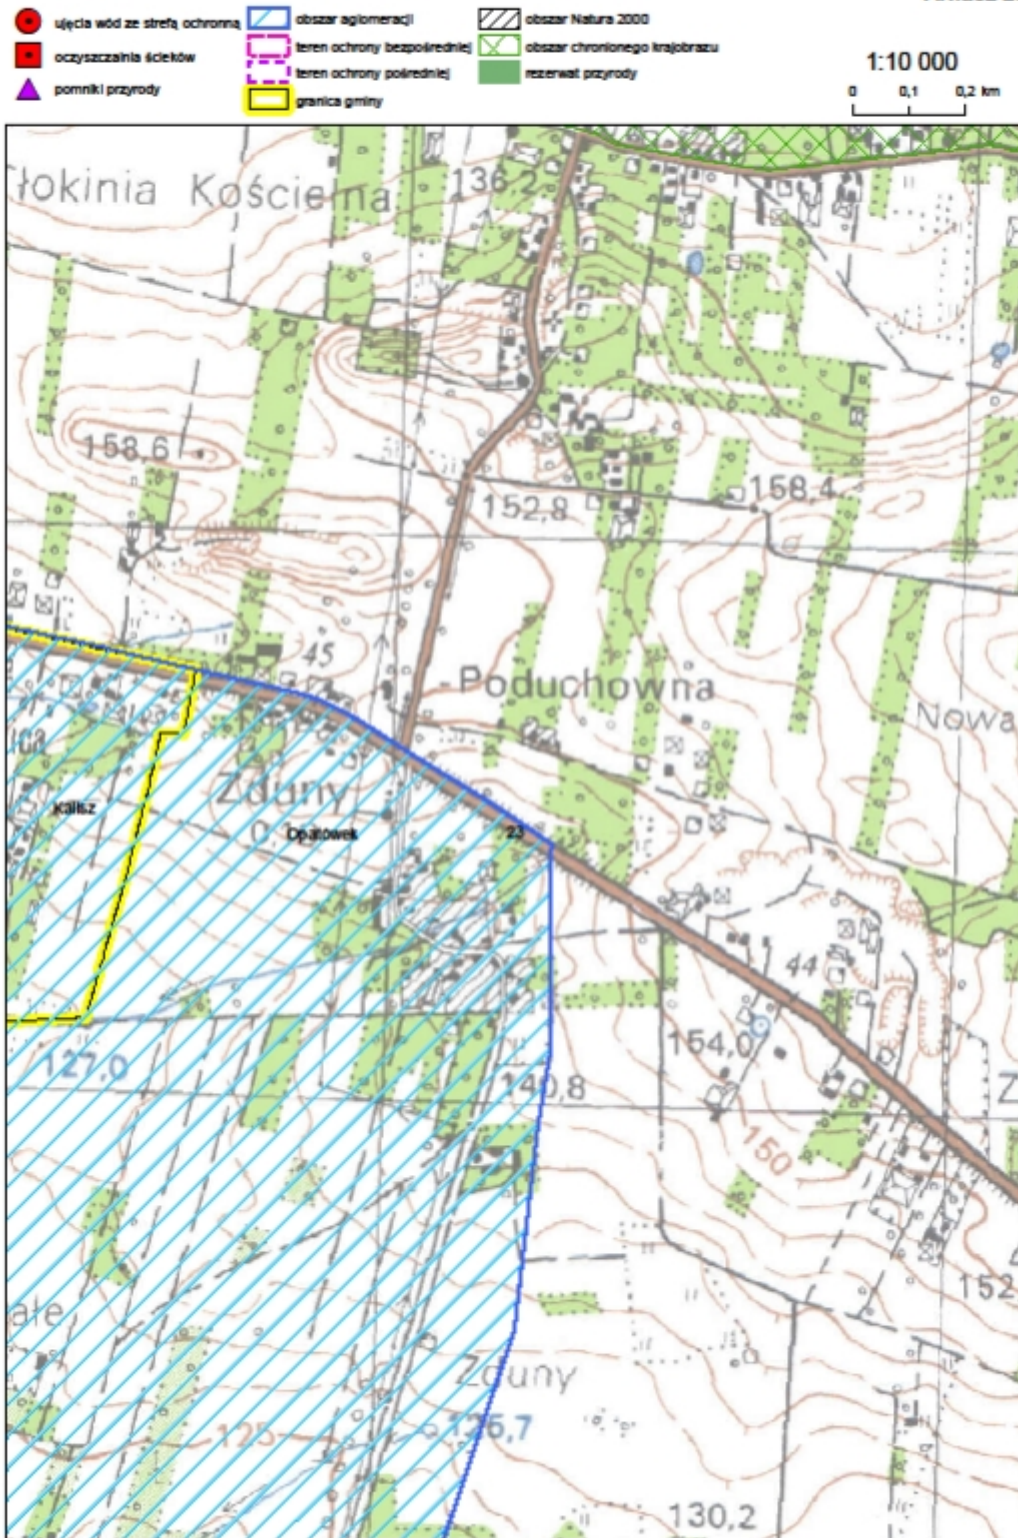 ujęcia wód ze strefą ochronną
oczyszczalnia ścieków
pomniki przyrody
obszar aglomeracji
teren ochrony bezpośredniej
teren ochrony pośredniej
granica gminy
obszar Natura 2000
obszar chronionego krajobrazu
rezerwat przyrody
1:10 000
0 0,1 0,2 km
łokinia Kościelna
136,2
158,6
152,8
158,4
45
Poduchowna
Nowa
ica
Zduny
Kalisz
Opatówek
23
44
127,0
154,0
140,8
150
Z
152
ałe
Zduny
125
125,7
130,2